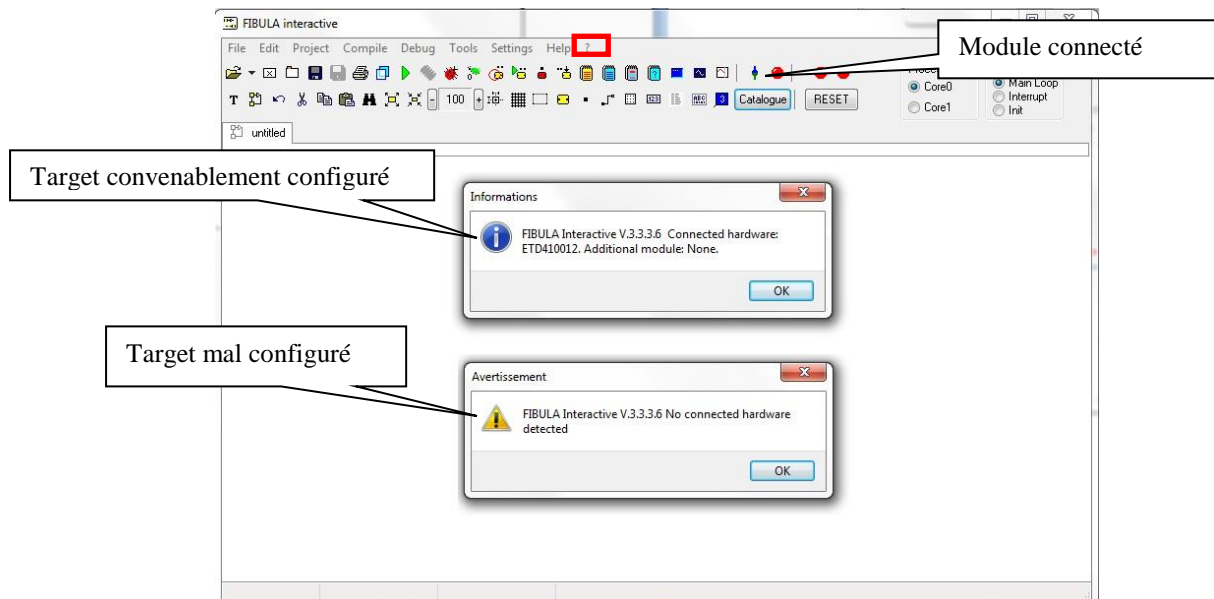 FIBULA interactive
File Edit Project Compile Debug Tools Settings Help ?
Module connecté
100 Catalogue RESET
Core0
Core1
Main Loop
Interrupt
Init
untitled
Target convenablement configuré
Informations
FIBULA Interactive V.3.3.3.6 Connected hardware:
ETD410012. Additional module: None.
OK
Target mal configuré
Avertissement
FIBULA Interactive V.3.3.3.6 No connected hardware
detected
OK